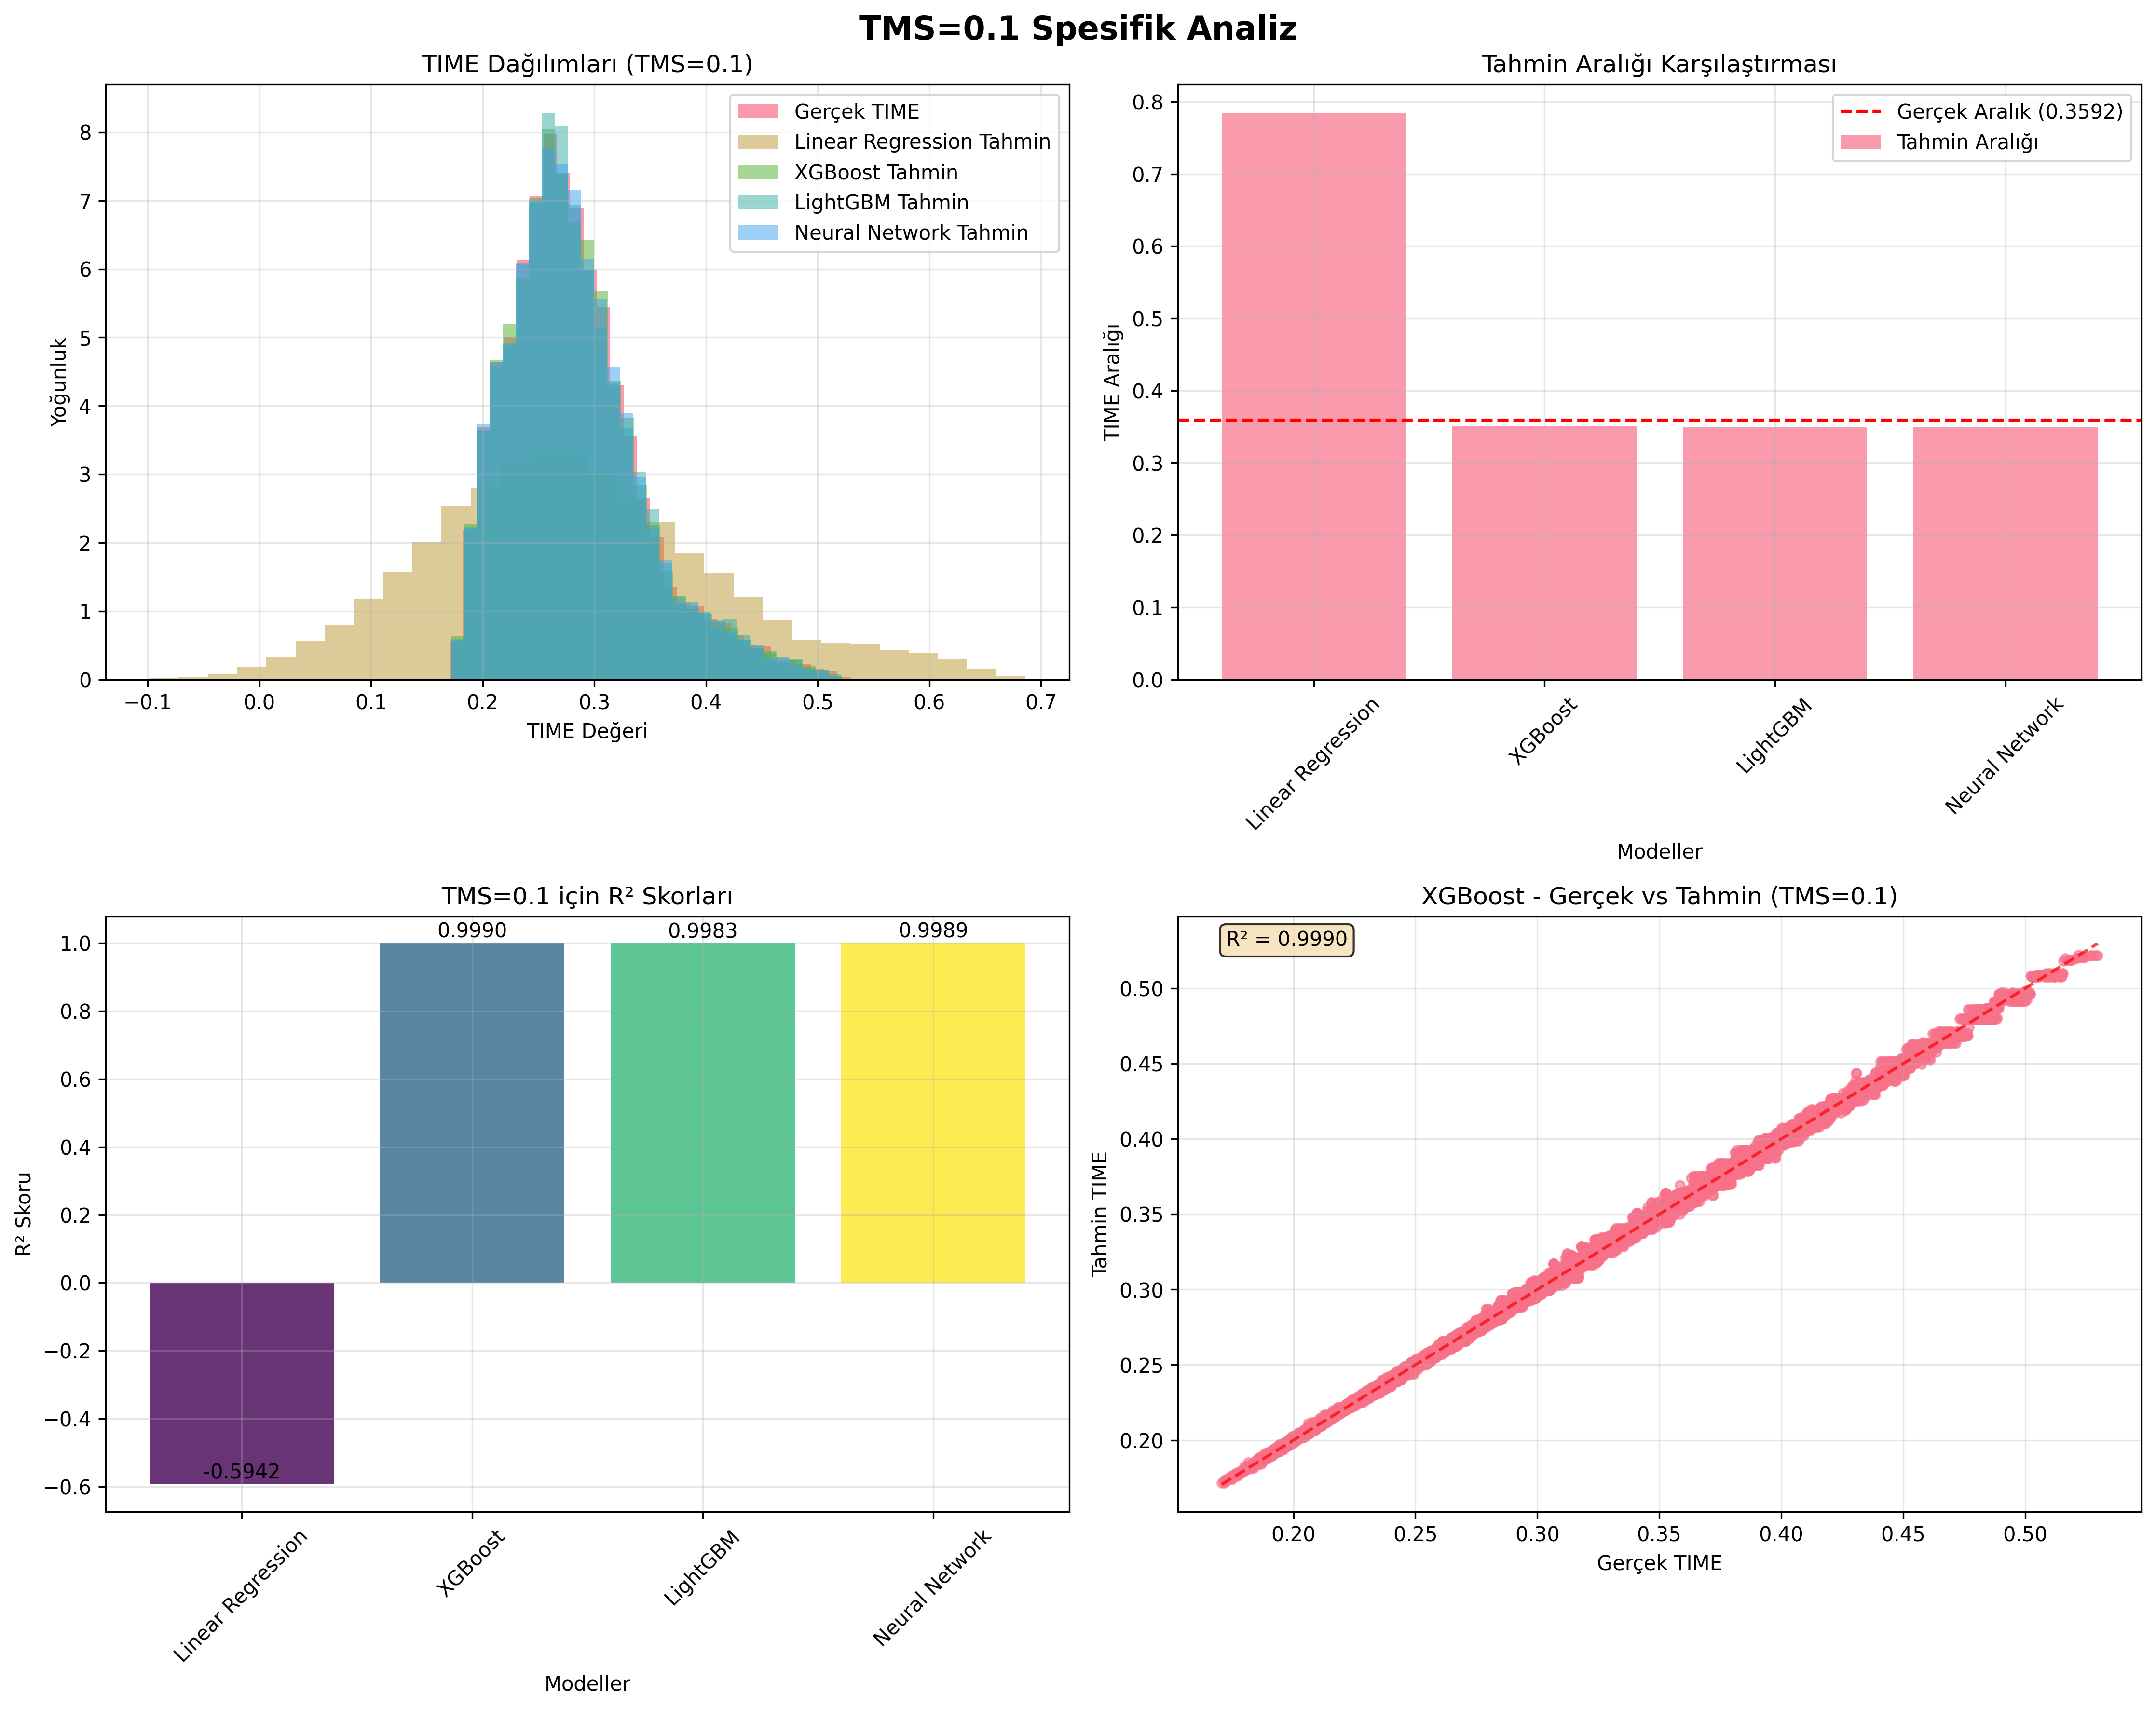 TMS=0.1 Spesifik Analiz
TIME Dağılımları (TMS=0.1)
Gerçek TIME
Linear Regression Tahmin
XGBoost Tahmin
LightGBM Tahmin
Neural Network Tahmin
8
7
6
5
4
3
2
1
0
Yoğunluk
−0.1 0.0 0.1 0.2 0.3 0.4 0.5 0.6 0.7
TIME Değeri
Tahmin Aralığı Karşılaştırması
Gerçek Aralık (0.3592)
Tahmin Aralığı
0.8
0.7
0.6
0.5
0.4
0.3
0.2
0.1
0.0
TIME Aralığı
Linear Regression
XGBoost
LightGBM
Neural Network
Modeller
TMS=0.1 için R² Skorları
0.9990 0.9983 0.9989
-0.5942
1.0
0.8
0.6
0.4
0.2
0.0
−0.2
−0.4
−0.6
R² Skoru
Linear Regression
XGBoost
LightGBM
Neural Network
Modeller
XGBoost - Gerçek vs Tahmin (TMS=0.1)
R² = 0.9990
0.50
0.45
0.40
0.35
0.30
0.25
0.20
Tahmin TIME
0.20 0.25 0.30 0.35 0.40 0.45 0.50
Gerçek TIME